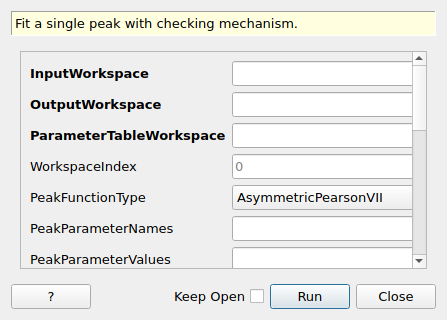 Fit a single peak with checking mechanism.
InputWorkspace
OutputWorkspace
ParameterTableWorkspace
WorkspaceIndex 0
PeakFunctionType AsymmetricPearsonVII
PeakParameterNames
PeakParameterValues
? Keep Open Run Close